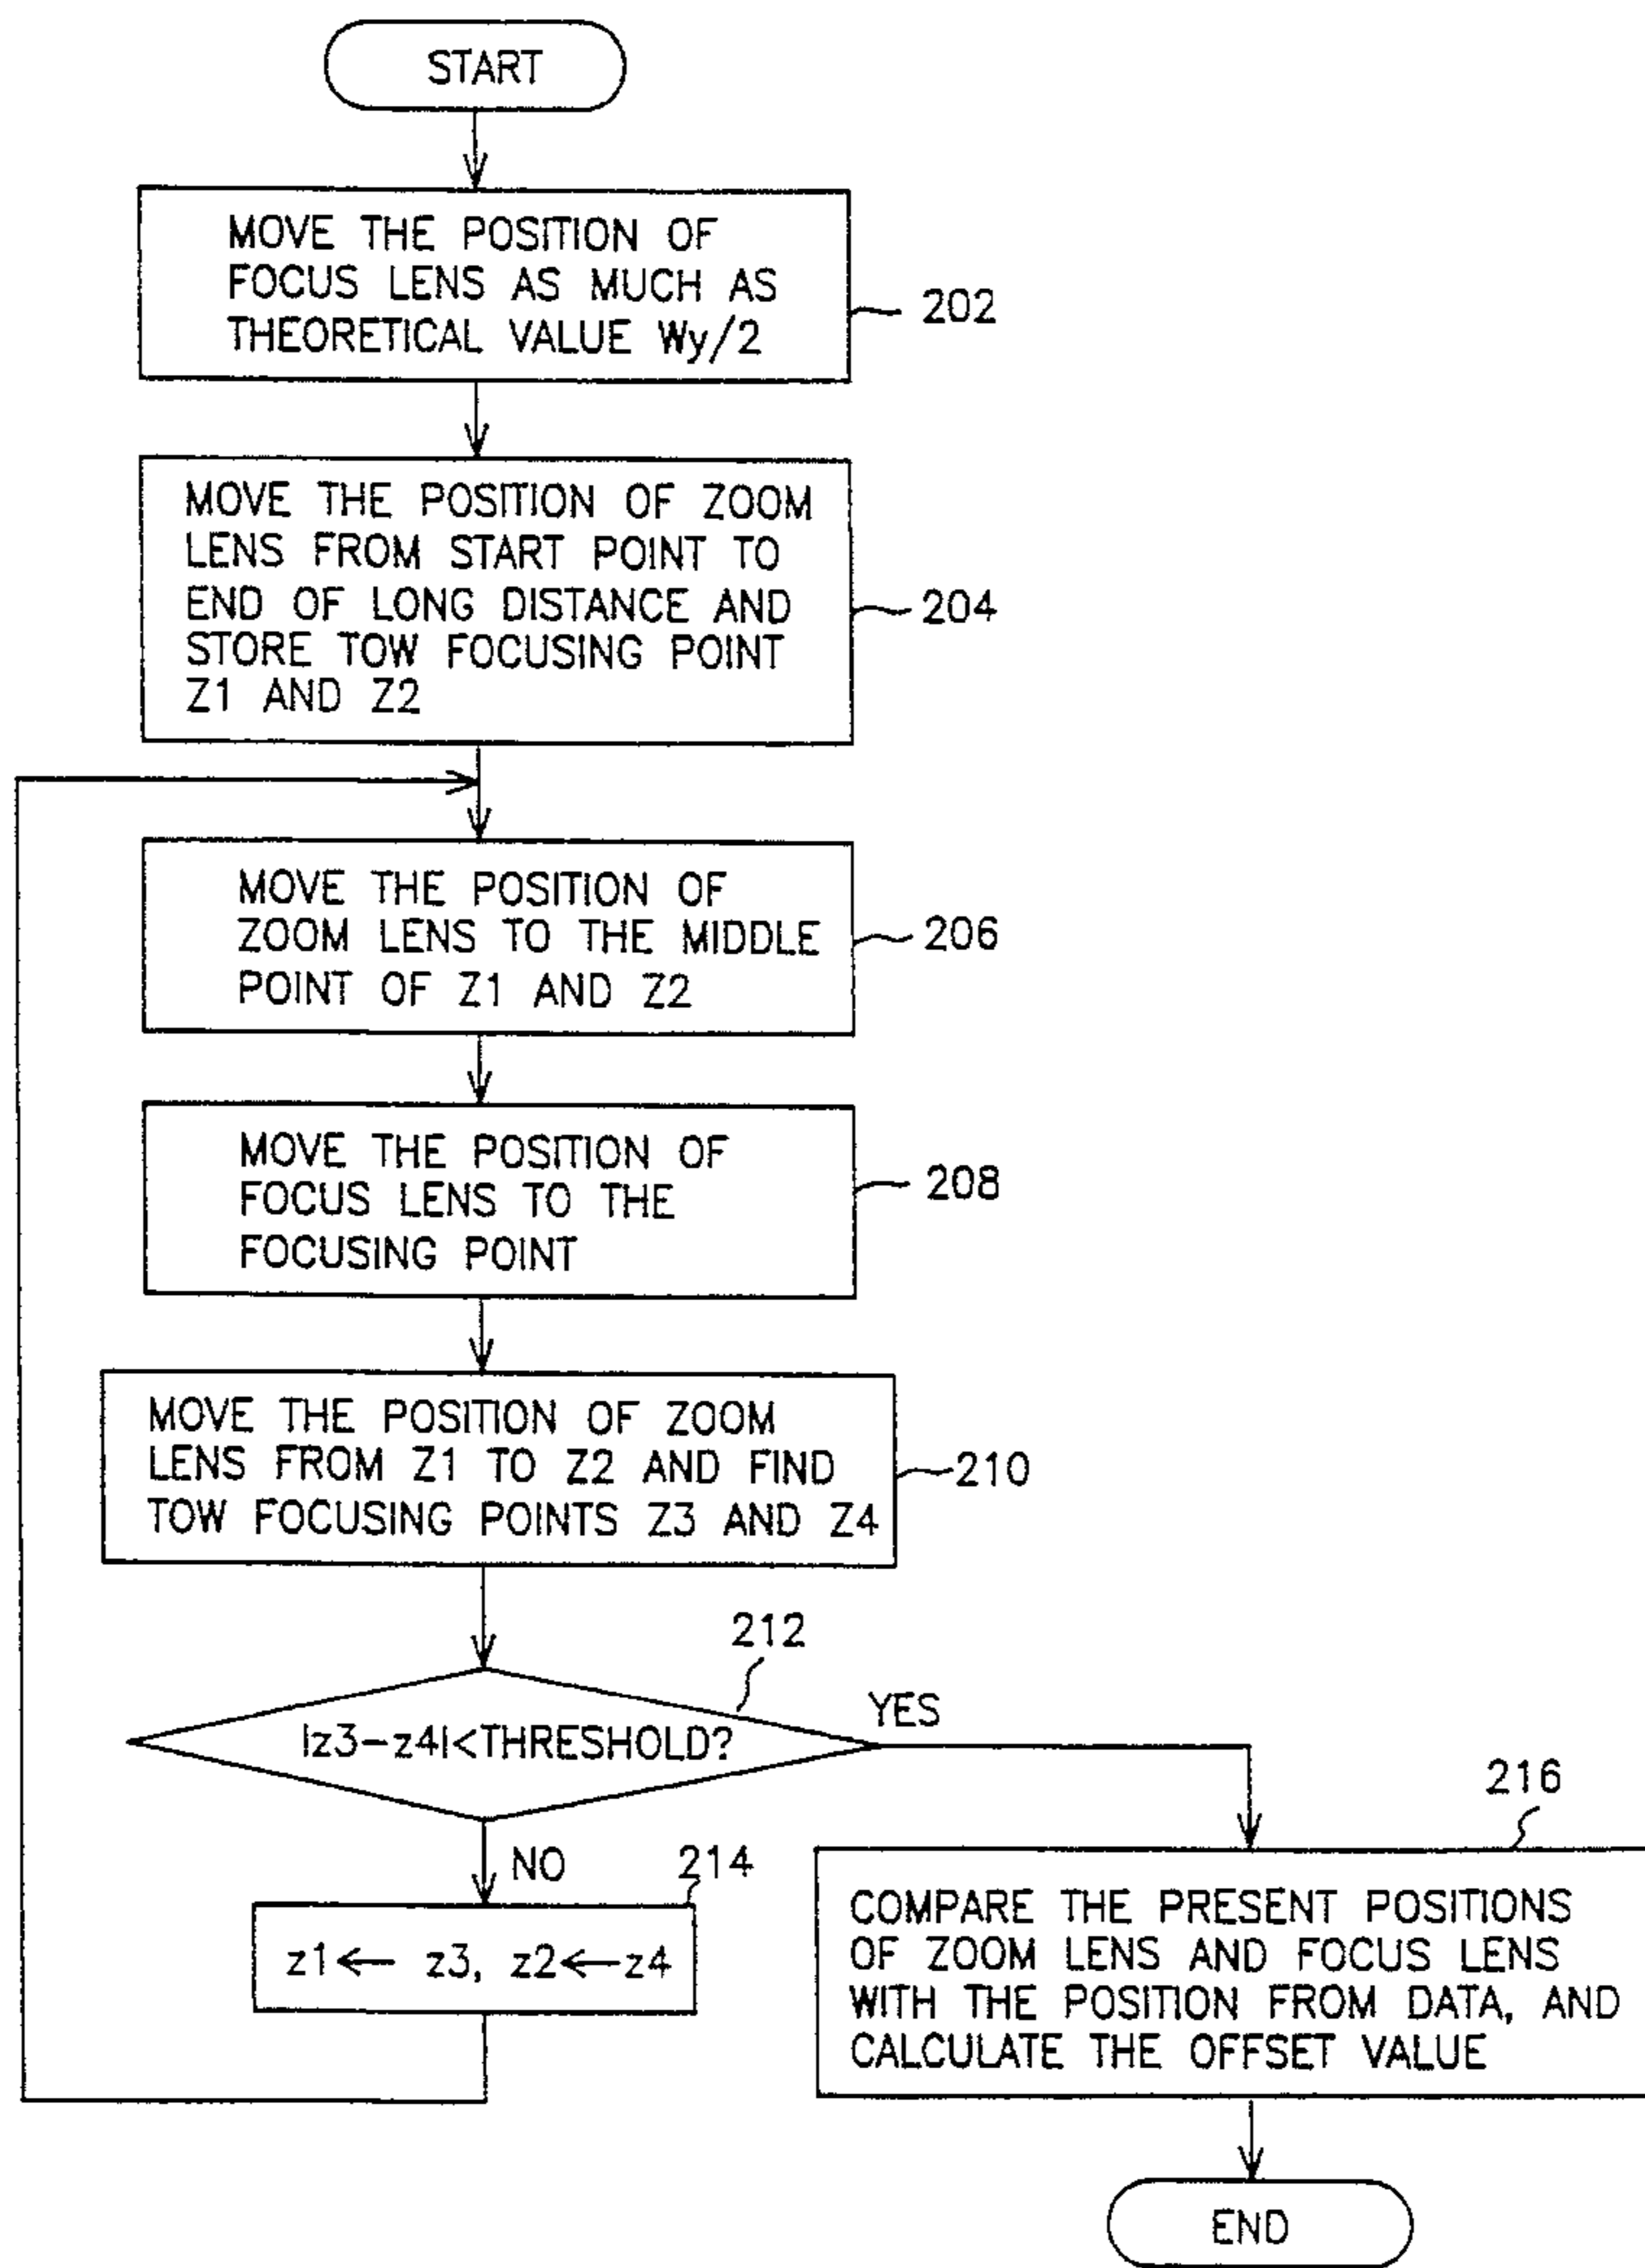 START
MOVE THE POSITION OF
FOCUS LENS AS MUCH AS
THEORETICAL VALUE Wy/2
202
MOVE THE POSITION OF ZOOM
LENS FROM START POINT TO
END OF LONG DISTANCE AND
STORE TOW FOCUSING POINT
Z1 AND Z2
204
MOVE THE POSITION OF
ZOOM LENS TO THE MIDDLE
POINT OF Z1 AND Z2
206
MOVE THE POSITION OF
FOCUS LENS TO THE
FOCUSING POINT
208
MOVE THE POSITION OF ZOOM
LENS FROM Z1 TO Z2 AND FIND
TOW FOCUSING POINTS Z3 AND Z4
210
212
|z3-z4|<THRESHOLD?
YES
NO
214
z1← z3, z2←z4
216
COMPARE THE PRESENT POSITIONS
OF ZOOM LENS AND FOCUS LENS
WITH THE POSITION FROM DATA, AND
CALCULATE THE OFFSET VALUE
END